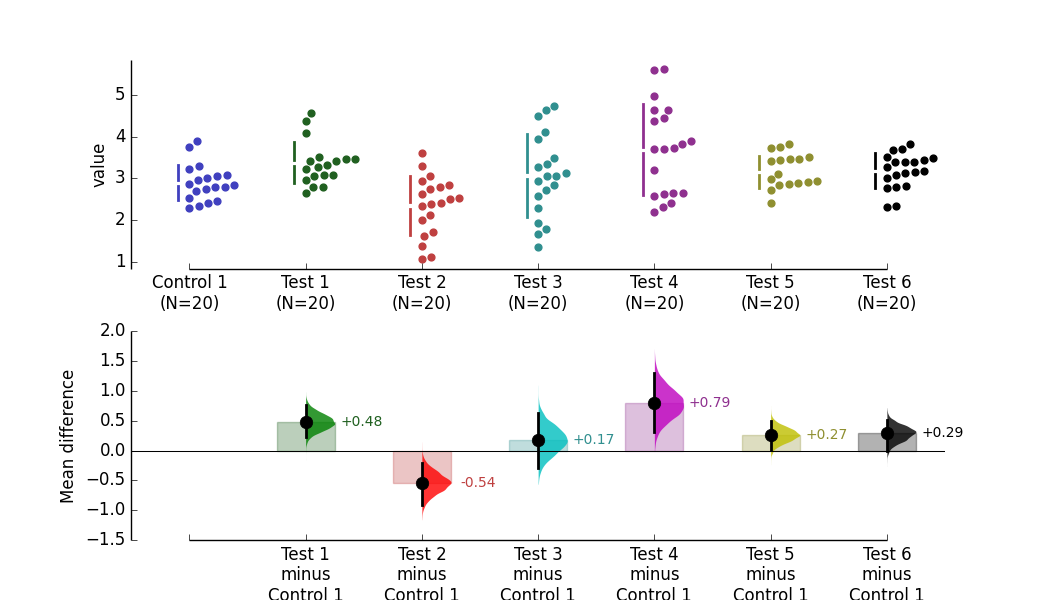 value
5
4
3
2
1
Control 1 Test 1 Test 2 Test 3 Test 4 Test 5 Test 6
(N=20) (N=20) (N=20) (N=20) (N=20) (N=20) (N=20)
Mean difference
2.0
1.5
1.0
0.5
0.0
−0.5
−1.0
−1.5
+0.48
-0.54
+0.17
+0.79
+0.27
+0.29
Test 1 Test 2 Test 3 Test 4 Test 5 Test 6
minus minus minus minus minus minus
Control 1 Control 1 Control 1 Control 1 Control 1 Control 1